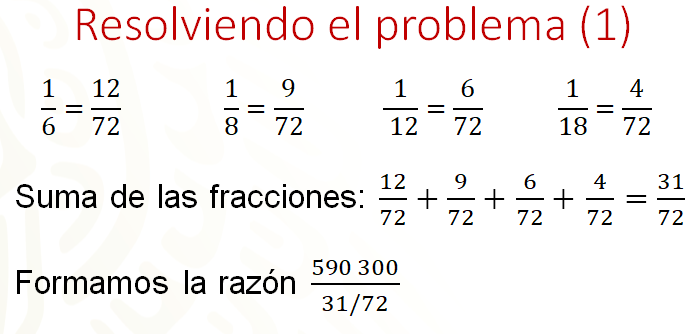 Resolviendo el problema (1)
1/6 = 12/72 1/8 = 9/72 1/12 = 6/72 1/18 = 4/72
Suma de las fracciones: 12/72 + 9/72 + 6/72 + 4/72 = 31/72
Formamos la razón 590 300/31/72